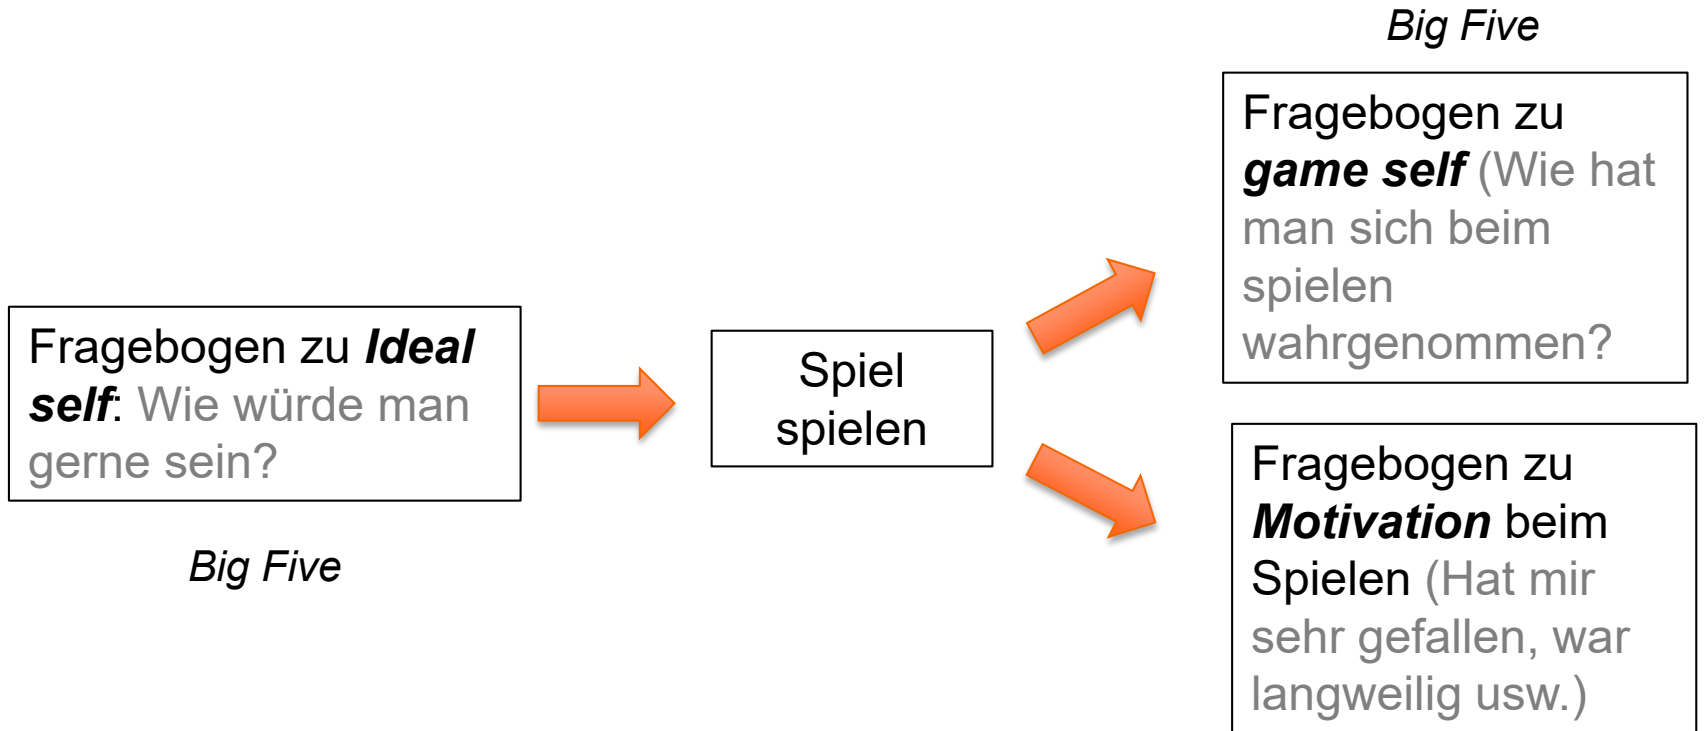 Fragebogen zu Ideal
self: Wie würde man
gerne sein?
Big Five
Spiel
spielen
Big Five
Fragebogen zu
game self (Wie hat
man sich beim
spielen
wahrgenommen?
Fragebogen zu
Motivation beim
Spielen (Hat mir
sehr gefallen, war
langweilig usw.)